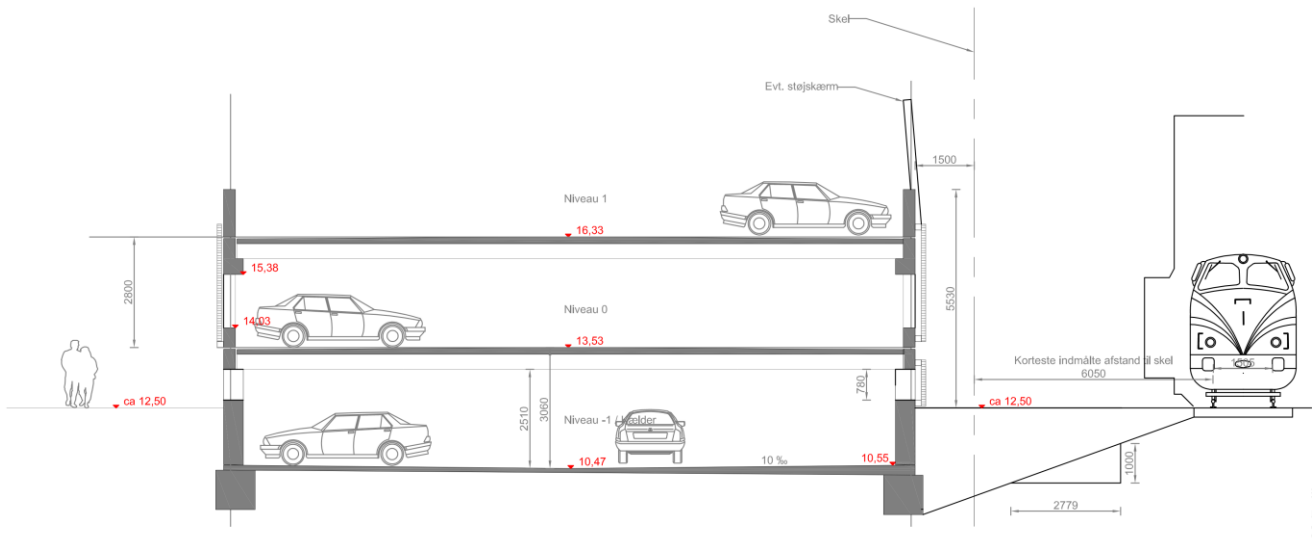 Skel
Evt. støjskærm
1500
Niveau 1
16,33
15,38
2800
5530
14,03
Niveau 0
13,53
Korteste indmålte afstand til skel
1505
6050
780
ca 12,50
ca 12,50
2510
3060
Niveau -1 / Kælder
10 ‰
10,55
10,47
1000
2779